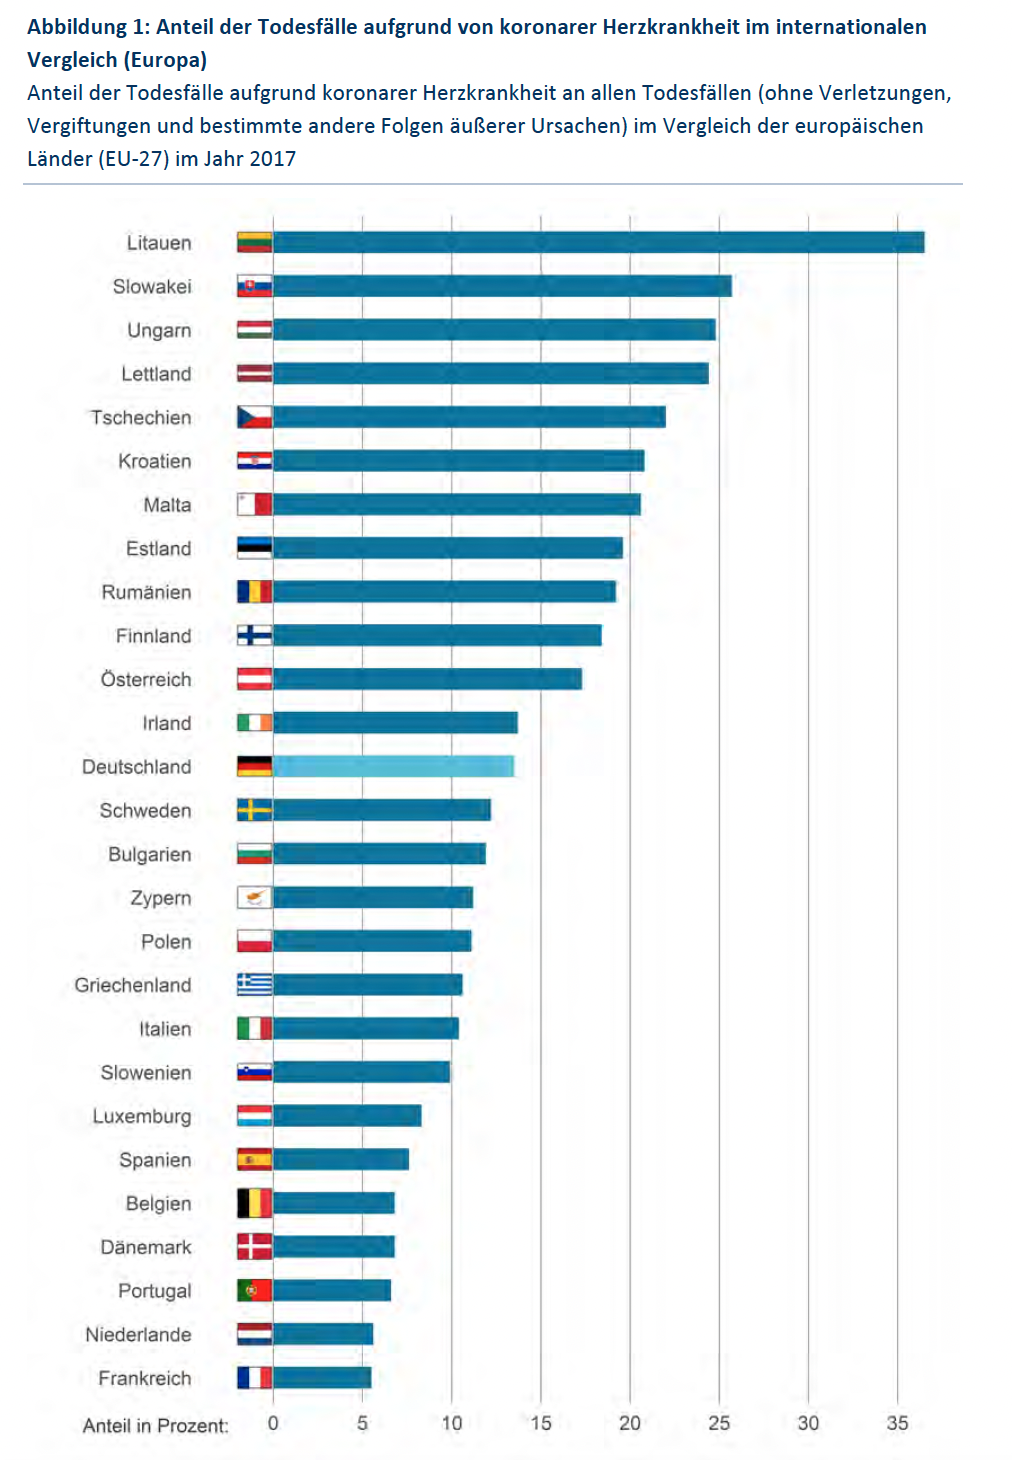 Abbildung 1: Anteil der Todesfälle aufgrund von koronarer Herzkrankheit im internationalen
Vergleich (Europa)
Anteil der Todesfälle aufgrund koronarer Herzkrankheit an allen Todesfällen (ohne Verletzungen,
Vergiftungen und bestimmte andere Folgen äußerer Ursachen) im Vergleich der europäischen
Länder (EU-27) im Jahr 2017
Litauen
Slowakei
Ungarn
Lettland
Tschechien
Kroatien
Malta
Estland
Rumänien
Finnland
Österreich
Irland
Deutschland
Schweden
Bulgarien
Zypern
Polen
Griechenland
Italien
Slowenien
Luxemburg
Spanien
Belgien
Dänemark
Portugal
Niederlande
Frankreich
Anteil in Prozent: 0 5 10 15 20 25 30 35